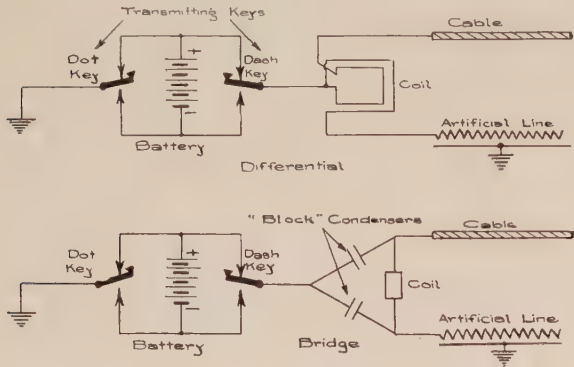 Transmitting Keys
Cable
Dot
Key
+
Dash
Key
Coil
−
Battery
Artificial Line
Differential
"Block" Condensers
Cable
Dot
Key
+
Dash
Key
Coil
−
Battery
Bridge
Artificial Line